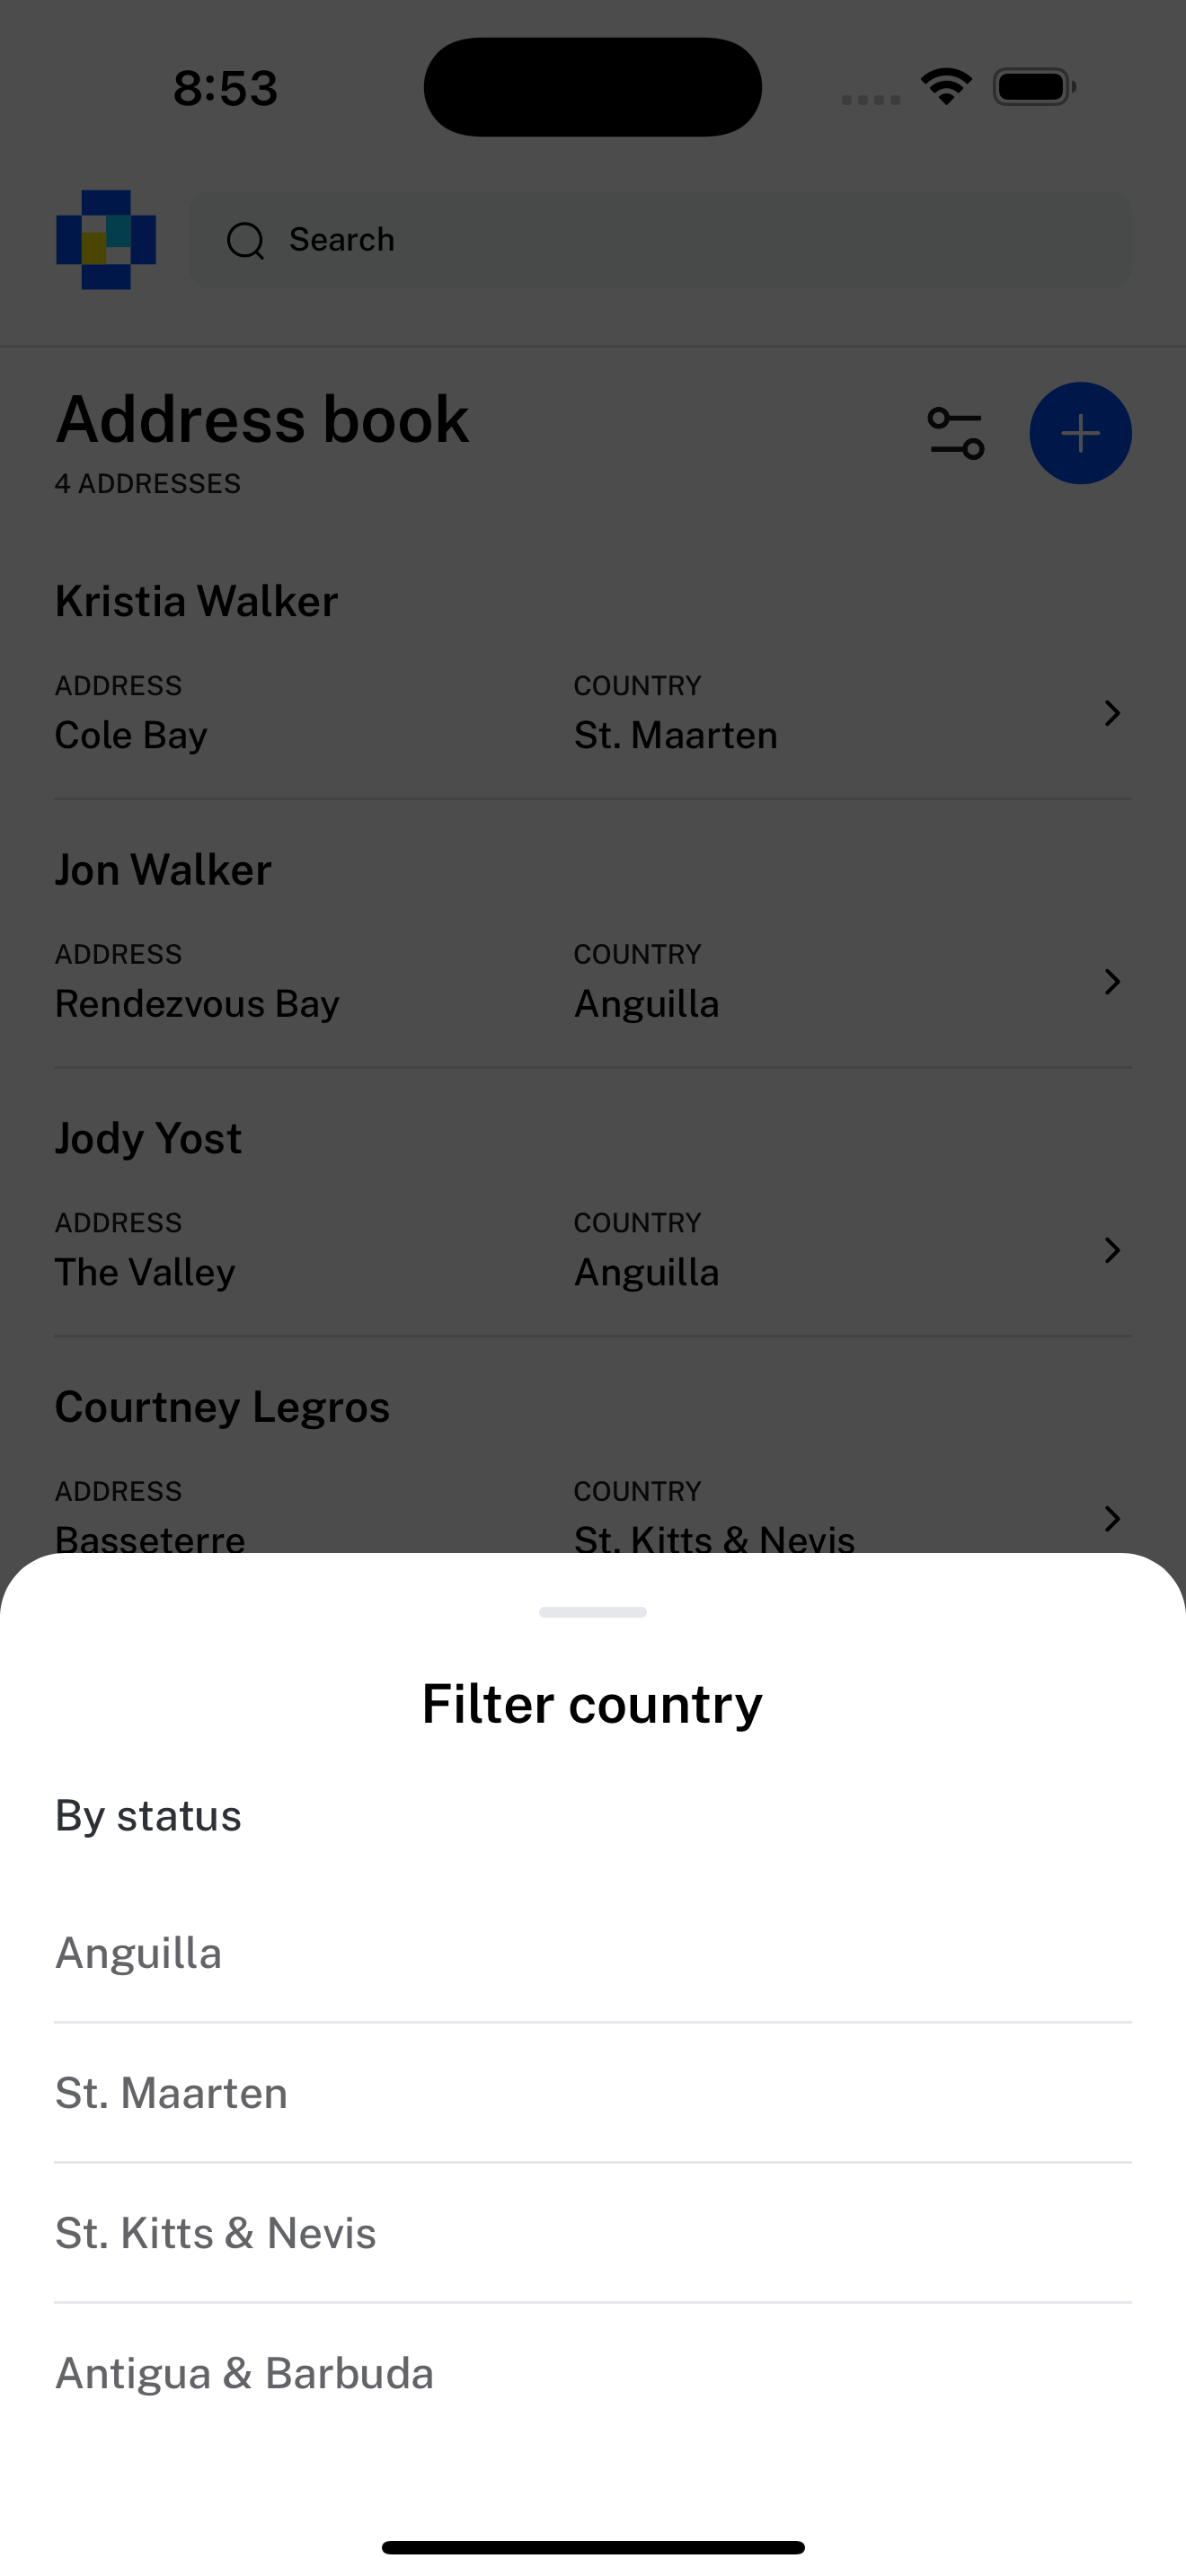 8:53
Search
Address book
4 ADDRESSES
Kristia Walker
ADDRESS COUNTRY
Cole Bay St. Maarten
Jon Walker
ADDRESS COUNTRY
Rendezvous Bay Anguilla
Jody Yost
ADDRESS COUNTRY
The Valley Anguilla
Courtney Legros
ADDRESS COUNTRY
Basseterre St. Kitts & Nevis
Filter country
By status
Anguilla
St. Maarten
St. Kitts & Nevis
Antigua & Barbuda